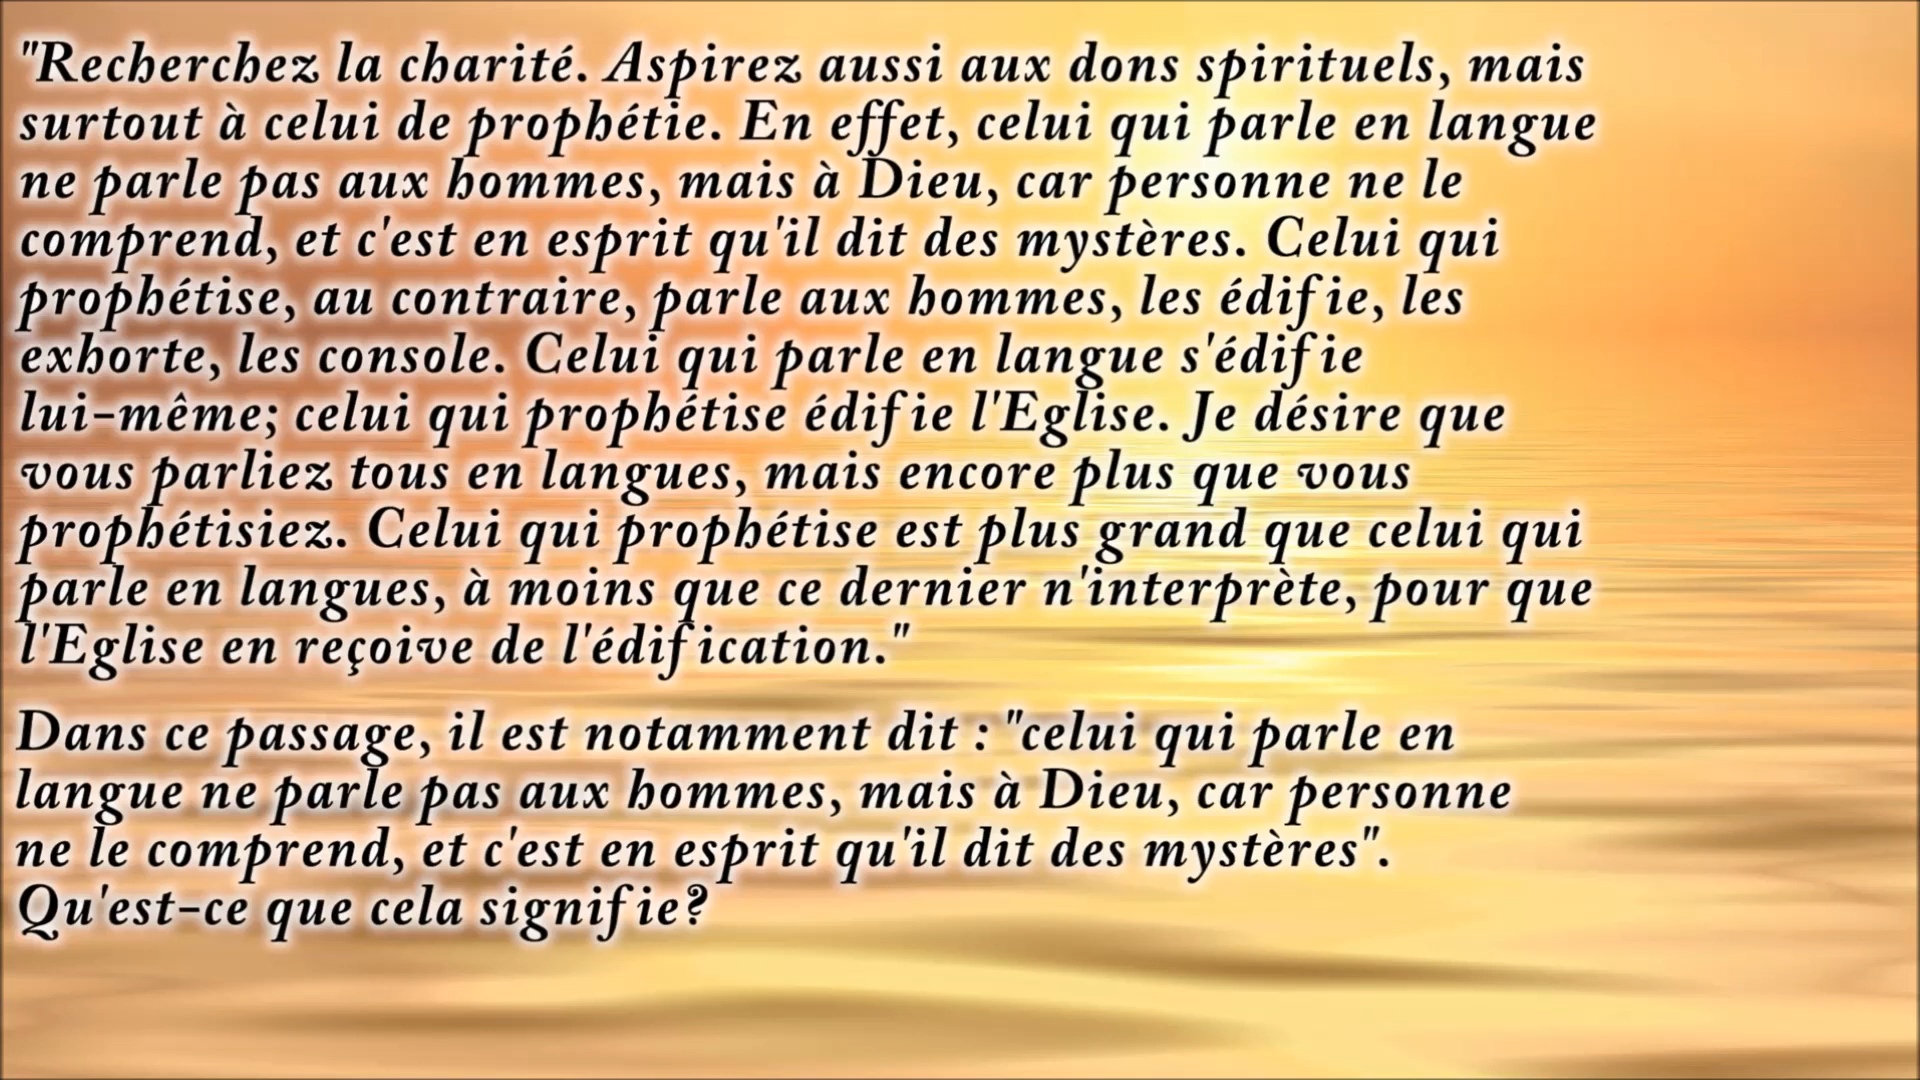 "Recherchez la charité. Aspirez aussi aux dons spirituels, mais
surtout à celui de prophétie. En effet, celui qui parle en langue
ne parle pas aux hommes, mais à Dieu, car personne ne le
comprend, et c'est en esprit qu'il dit des mystères. Celui qui
prophétise, au contraire, parle aux hommes, les édifie, les
exhorte, les console. Celui qui parle en langue s'édifie
lui-même; celui qui prophétise édifie l'Eglise. Je désire que
vous parliez tous en langues, mais encore plus que vous
prophétisiez. Celui qui prophétise est plus grand que celui qui
parle en langues, à moins que ce dernier n'interprète, pour que
l'Eglise en reçoive de l'édification."
Dans ce passage, il est notamment dit : "celui qui parle en
langue ne parle pas aux hommes, mais à Dieu, car personne
ne le comprend, et c'est en esprit qu'il dit des mystères".
Qu'est-ce que cela signifie?